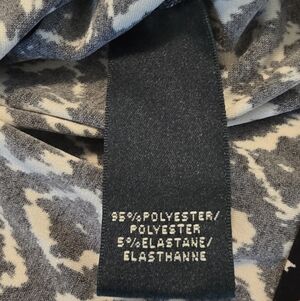 95%POLYESTER/
POLYESTER
5%ELASTANE/
ELASTHANNE